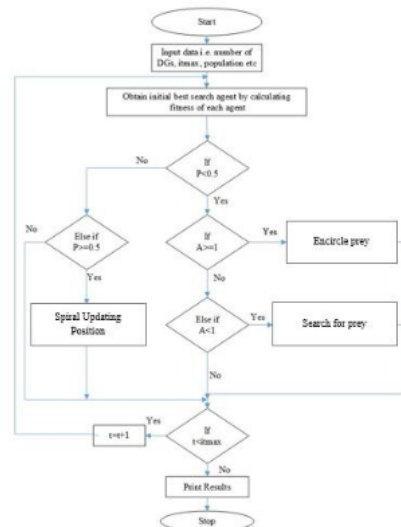 Start
Input data i.e. number of
DGs, itmax, population etc
Obtain initial best search agent by calculating
fitness of each agent
No
If
P<0.5
Yes
No
Else if
P>=0.5
If
A>=1
Yes
Encircle prey
Yes
No
Spiral Updating
Position
Else if
A<1
Yes
Search for prey
No
Yes
t=t+1
If
t<itmax
No
Print Results
Stop